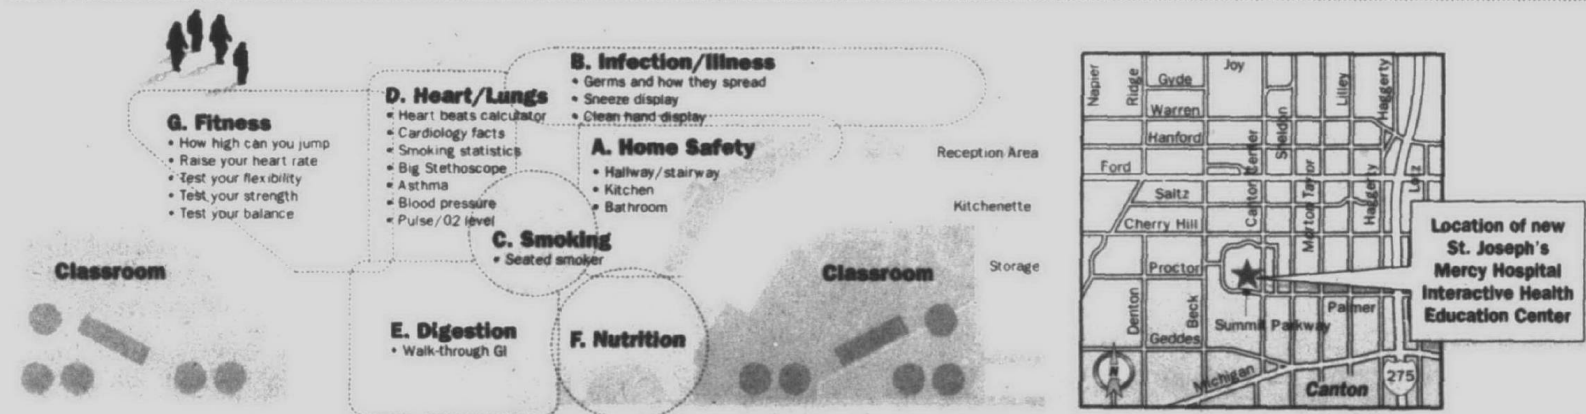 G. Fitness
• How high can you jump
• Raise your heart rate
• Test your flexibility
• Test your strength
• Test your balance
D. Heart/Lungs
• Heart beats calculator
• Cardiology facts
• Smoking statistics
• Big Stethoscope
• Asthma
• Blood pressure
• Pulse/02 level
B. Infection/Illness
• Germs and how they spread
• Sneeze display
• Clean hand display
A. Home Safety
• Hallway/stairway
• Kitchen
• Bathroom
C. Smoking
• Seated smoker
Reception Area
Kitchenette
Storage
Classroom
E. Digestion
• Walk-through GI
F. Nutrition
Classroom
Napier
Ridge
Gyde
Joy
Warren
Hanford
Ford
Saltz
Cherry Hill
Proctor
Canton Center
Sheldon
Morton Taylor
Lilley
Haggerty
Haggerty
Lotz
Denton
Beck
Palmer
Summit Parkway
Geddes
Michigan
N
Canton
275
Location of new
St. Joseph's
Mercy Hospital
Interactive Health
Education Center